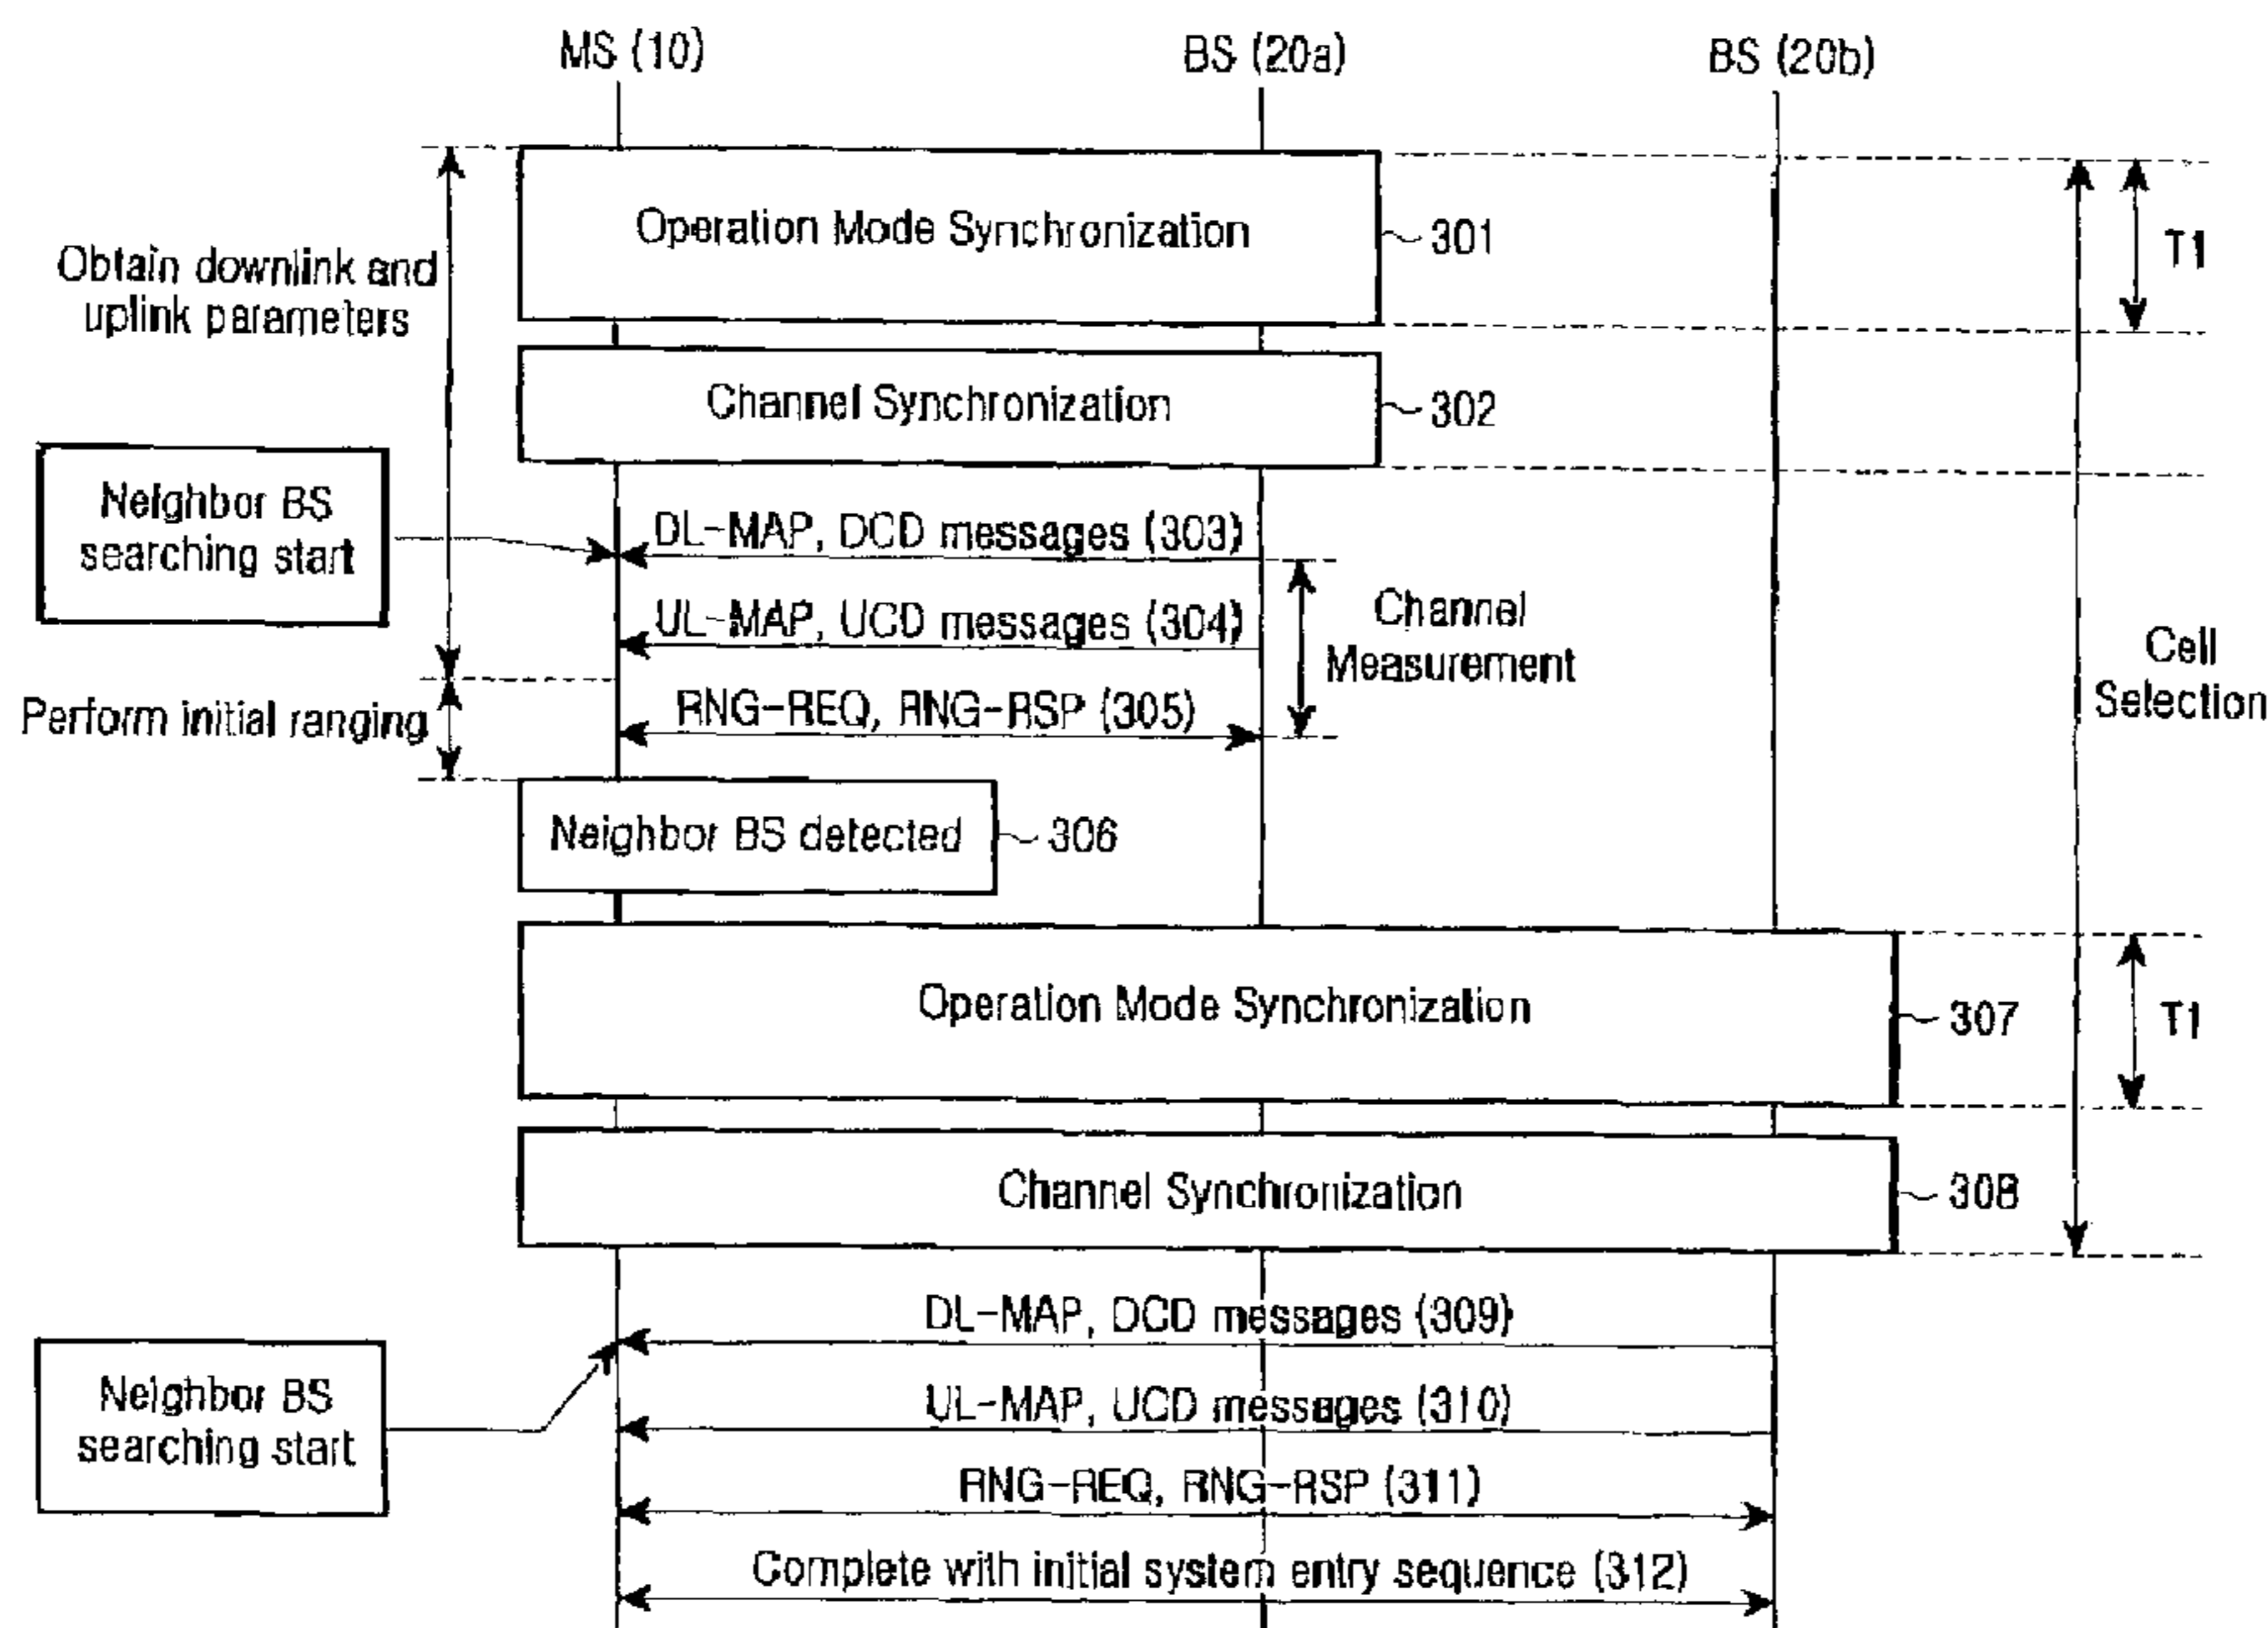 MS (10)
BS (20a)
BS (20b)
Operation Mode Synchronization
301
T1
Obtain downlink and
uplink parameters
Channel Synchronization
302
Neighbor BS
searching start
DL-MAP, DCD messages (303)
UL-MAP, UCD messages (304)
Channel
Measurement
Cell
Selection
Perform initial ranging
RNG-REQ, RNG-RSP (305)
Neighbor BS detected
306
Operation Mode Synchronization
307
T1
Channel Synchronization
308
DL-MAP, DCD messages (309)
Neighbor BS
searching start
UL-MAP, UCD messages (310)
RNG-REQ, RNG-RSP (311)
Complete with initial system entry sequence (312)